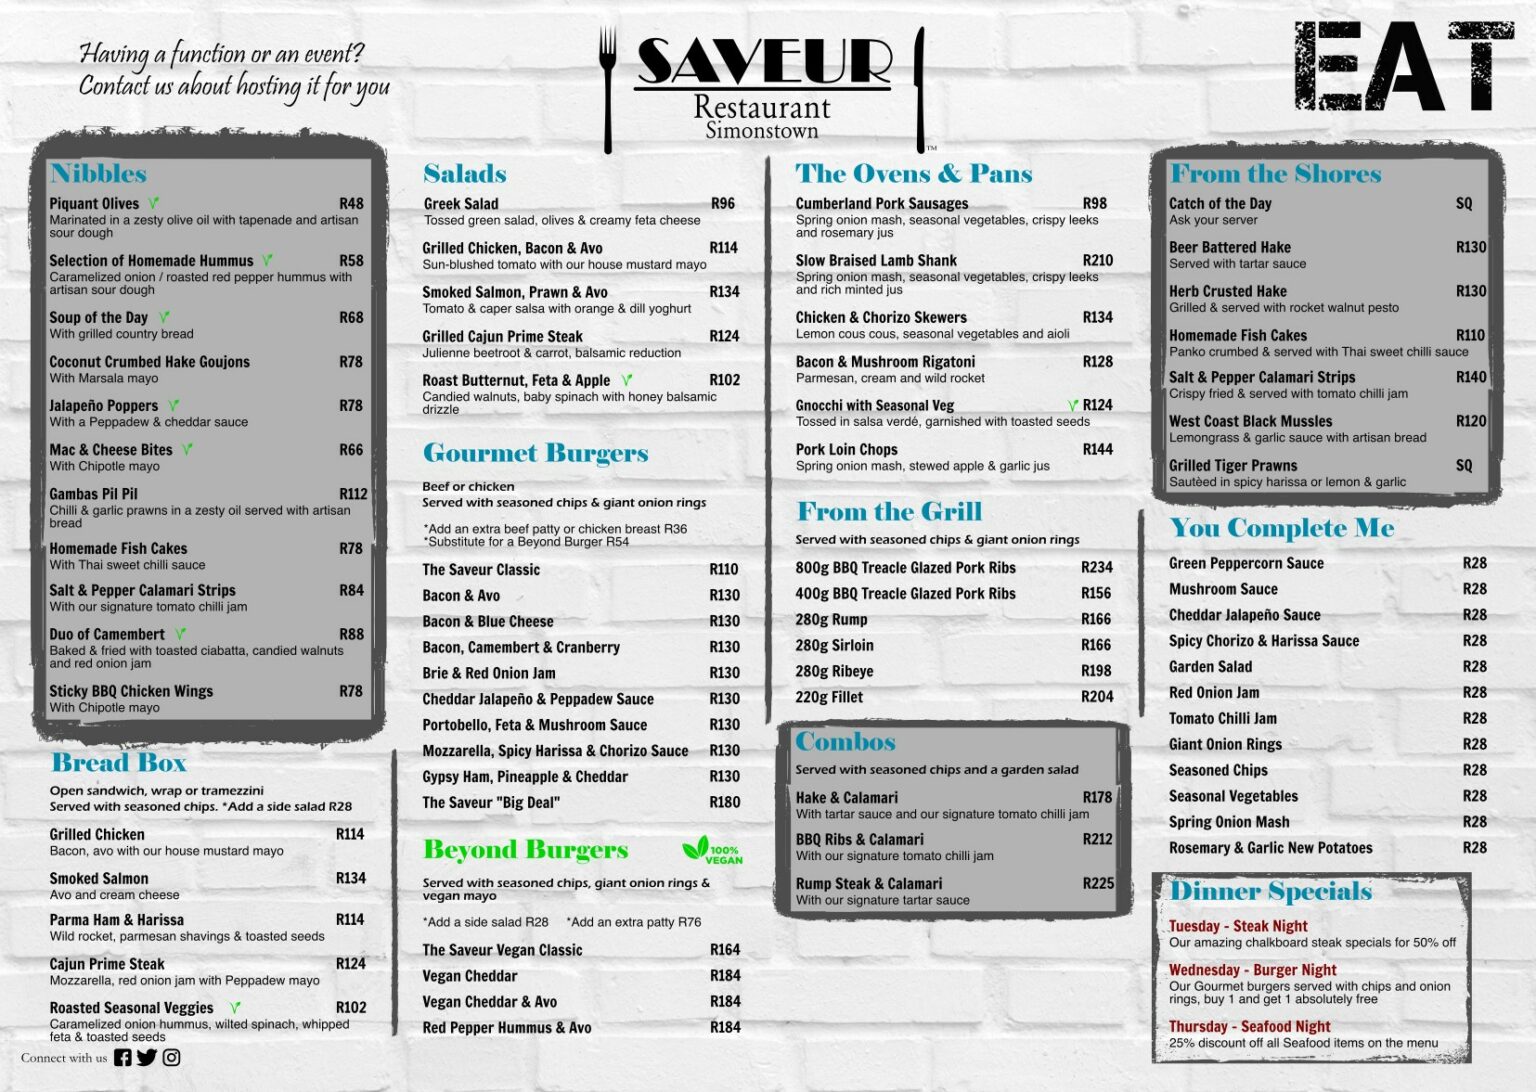 Having a function or an event?
Contact us about hosting it for you
SAVEUR
Restaurant
Simonstown
TM
EAT
Nibbles
Piquant Olives V R48
Marinated in a zesty olive oil with tapenade and artisan
sour dough
Selection of Homemade Hummus V R58
Caramelized onion / roasted red pepper hummus with
artisan sour dough
Soup of the Day V R68
With grilled country bread
Coconut Crumbed Hake Goujons R78
With Marsala mayo
Jalapeño Poppers V R78
With a Peppadew & cheddar sauce
Mac & Cheese Bites V R66
With Chipotle mayo
Gambas Pil Pil R112
Chilli & garlic prawns in a zesty oil served with artisan
bread
Homemade Fish Cakes R78
With Thai sweet chilli sauce
Salt & Pepper Calamari Strips R84
With our signature tomato chilli jam
Duo of Camembert V R88
Baked & fried with toasted ciabatta, candied walnuts
and red onion jam
Sticky BBQ Chicken Wings R78
With Chipotle mayo
Bread Box
Open sandwich, wrap or tramezzini
Served with seasoned chips. *Add a side salad R28
Grilled Chicken R114
Bacon, avo with our house mustard mayo
Smoked Salmon R134
Avo and cream cheese
Parma Ham & Harissa R114
Wild rocket, parmesan shavings & toasted seeds
Cajun Prime Steak R124
Mozzarella, red onion jam with Peppadew mayo
Roasted Seasonal Veggies V R102
Caramelized onion hummus, wilted spinach, whipped
feta & toasted seeds
Connect with us
Salads
Greek Salad R96
Tossed green salad, olives & creamy feta cheese
Grilled Chicken, Bacon & Avo R114
Sun-blushed tomato with our house mustard mayo
Smoked Salmon, Prawn & Avo R134
Tomato & caper salsa with orange & dill yoghurt
Grilled Cajun Prime Steak R124
Julienne beetroot & carrot, balsamic reduction
Roast Butternut, Feta & Apple V R102
Candied walnuts, baby spinach with honey balsamic
drizzle
Gourmet Burgers
Beef or chicken
Served with seasoned chips & giant onion rings
*Add an extra beef patty or chicken breast R36
*Substitute for a Beyond Burger R54
The Saveur Classic R110
Bacon & Avo R130
Bacon & Blue Cheese R130
Bacon, Camembert & Cranberry R130
Brie & Red Onion Jam R130
Cheddar Jalapeño & Peppadew Sauce R130
Portobello, Feta & Mushroom Sauce R130
Mozzarella, Spicy Harissa & Chorizo Sauce R130
Gypsy Ham, Pineapple & Cheddar R130
The Saveur "Big Deal" R180
Beyond Burgers
100%
VEGAN
Served with seasoned chips, giant onion rings &
vegan mayo
*Add a side salad R28 *Add an extra patty R76
The Saveur Vegan Classic R164
Vegan Cheddar R184
Vegan Cheddar & Avo R184
Red Pepper Hummus & Avo R184
The Ovens & Pans
Cumberland Pork Sausages R98
Spring onion mash, seasonal vegetables, crispy leeks
and rosemary jus
Slow Braised Lamb Shank R210
Spring onion mash, seasonal vegetables, crispy leeks
and rich minted jus
Chicken & Chorizo Skewers R134
Lemon cous cous, seasonal vegetables and aioli
Bacon & Mushroom Rigatoni R128
Parmesan, cream and wild rocket
Gnocchi with Seasonal Veg V R124
Tossed in salsa verdé, garnished with toasted seeds
Pork Loin Chops R144
Spring onion mash, stewed apple & garlic jus
From the Grill
Served with seasoned chips & giant onion rings
800g BBQ Treacle Glazed Pork Ribs R234
400g BBQ Treacle Glazed Pork Ribs R156
280g Rump R166
280g Sirloin R166
280g Ribeye R198
220g Fillet R204
Combos
Served with seasoned chips and a garden salad
Hake & Calamari R178
With tartar sauce and our signature tomato chilli jam
BBQ Ribs & Calamari R212
With our signature tomato chilli jam
Rump Steak & Calamari R225
With our signature tartar sauce
From the Shores
Catch of the Day SQ
Ask your server
Beer Battered Hake R130
Served with tartar sauce
Herb Crusted Hake R130
Grilled & served with rocket walnut pesto
Homemade Fish Cakes R110
Panko crumbed & served with Thai sweet chilli sauce
Salt & Pepper Calamari Strips R140
Crispy fried & served with tomato chilli jam
West Coast Black Mussles R120
Lemongrass & garlic sauce with artisan bread
Grilled Tiger Prawns SQ
Sautèed in spicy harissa or lemon & garlic
You Complete Me
Green Peppercorn Sauce R28
Mushroom Sauce R28
Cheddar Jalapeño Sauce R28
Spicy Chorizo & Harissa Sauce R28
Garden Salad R28
Red Onion Jam R28
Tomato Chilli Jam R28
Giant Onion Rings R28
Seasoned Chips R28
Seasonal Vegetables R28
Spring Onion Mash R28
Rosemary & Garlic New Potatoes R28
Dinner Specials
Tuesday - Steak Night
Our amazing chalkboard steak specials for 50% off
Wednesday - Burger Night
Our Gourmet burgers served with chips and onion
rings, buy 1 and get 1 absolutely free
Thursday - Seafood Night
25% discount off all Seafood items on the menu